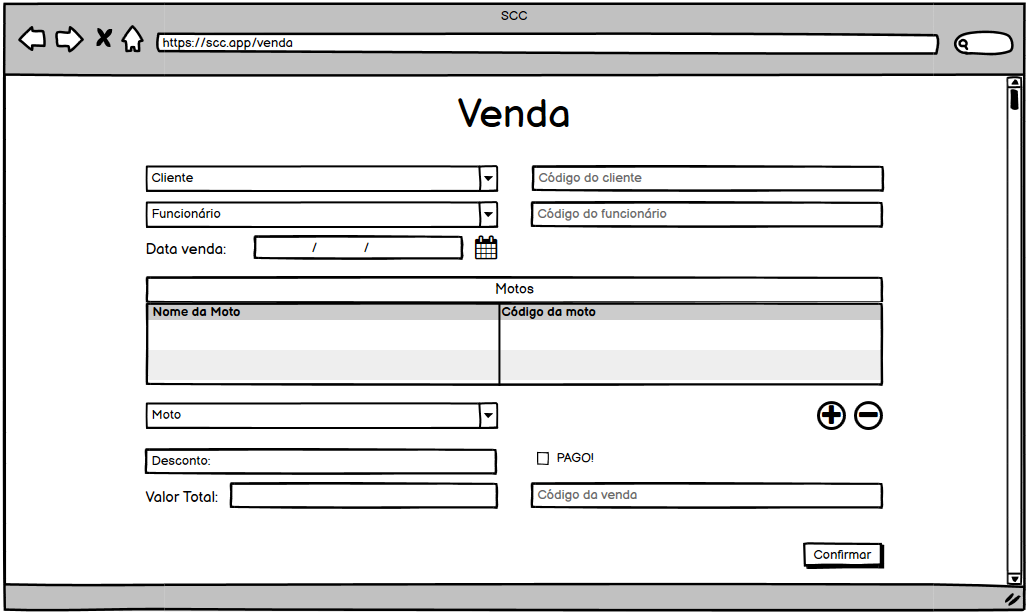 SCC
https://scc.app/venda
Venda
Cliente
Código do cliente
Funcionário
Código do funcionário
Data venda: / /
Motos
Nome da Moto Código da moto
Moto
Desconto:
PAGO!
Valor Total:
Código da venda
Confirmar